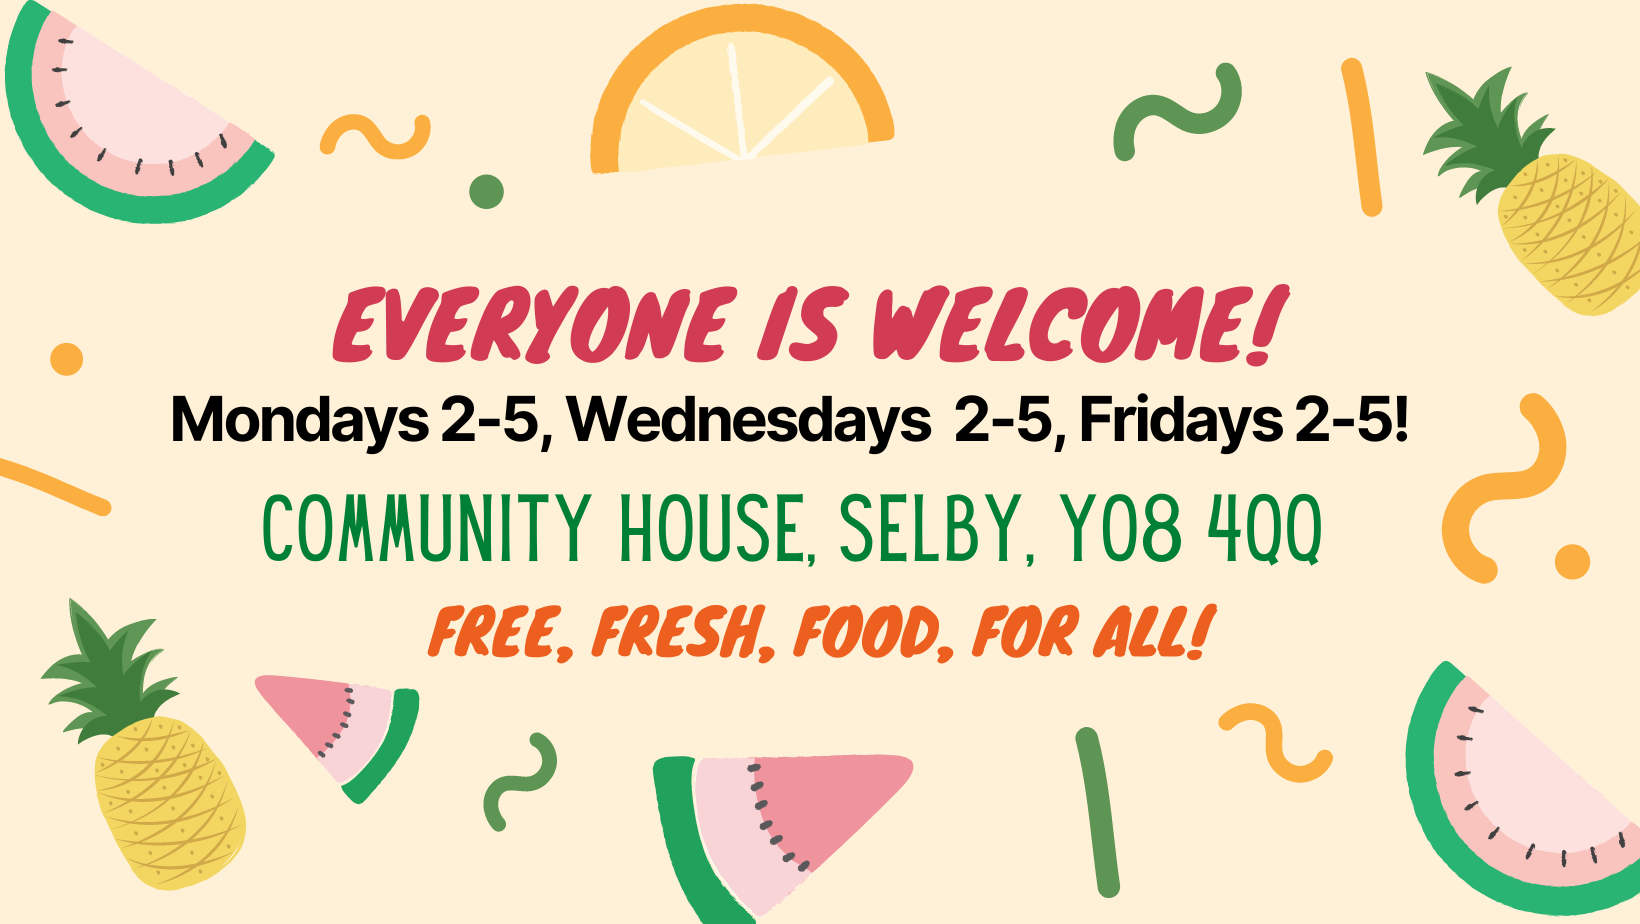 EVERYONE IS WELCOME!
Mondays 2-5, Wednesdays 2-5, Fridays 2-5!
COMMUNITY HOUSE, SELBY, YO8 4QQ
FREE, FRESH, FOOD, FOR ALL!